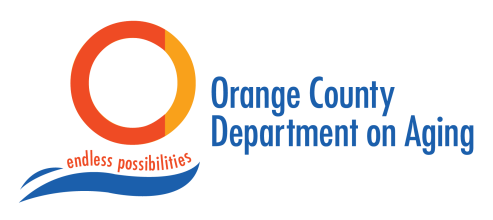 Orange County
Department on Aging
endless possibilities